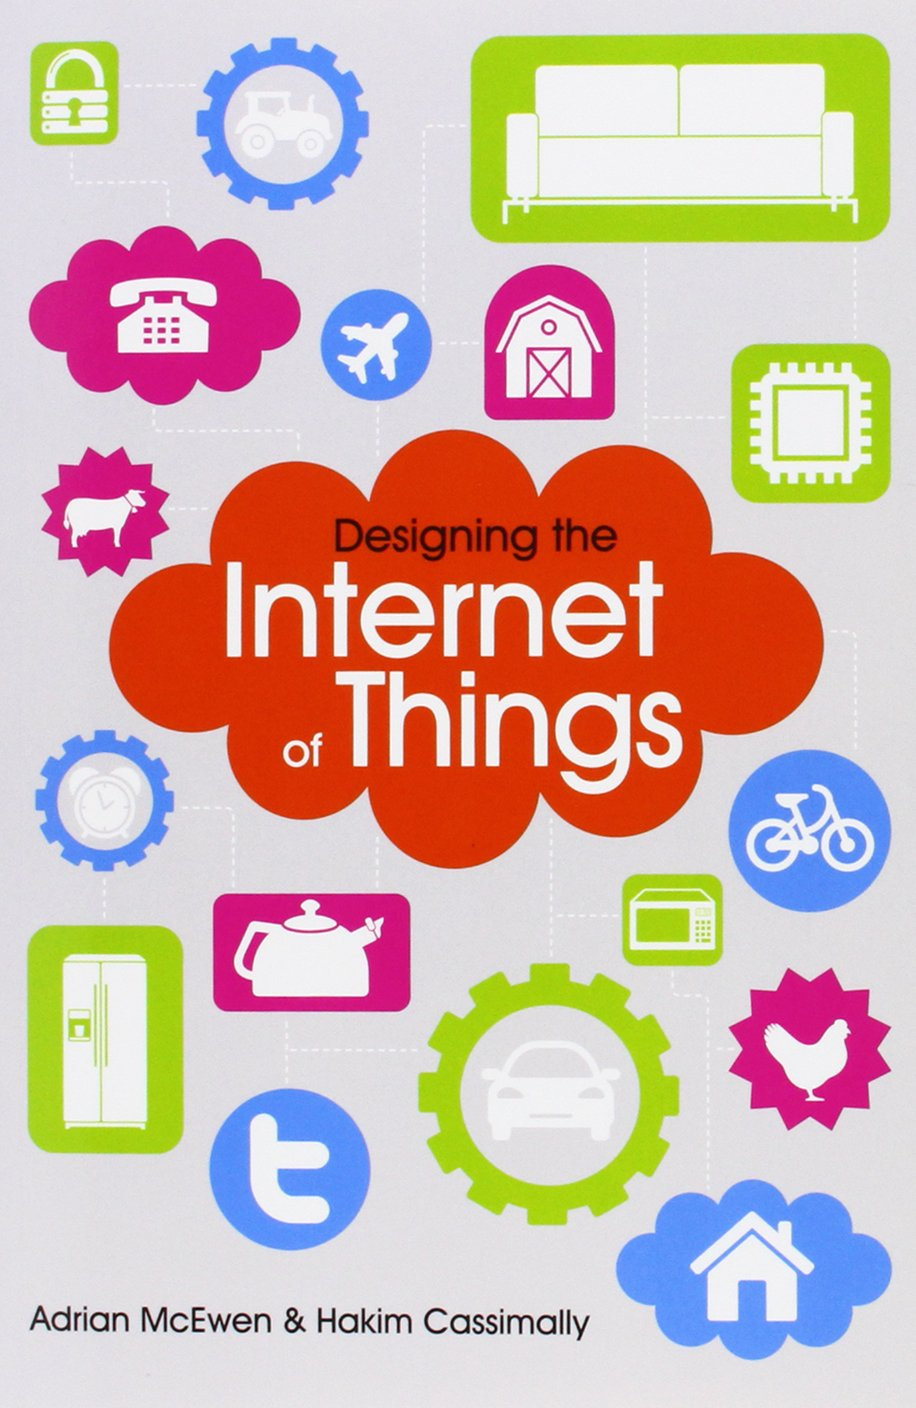 Designing the
Internet
of Things
t
Adrian McEwen & Hakim Cassimally